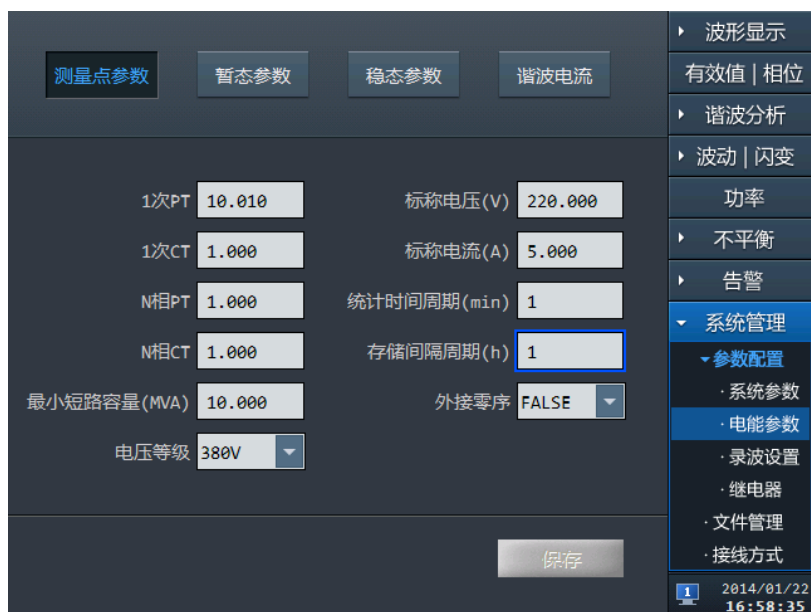 测量点参数 暂态参数 稳态参数 谐波电流
1次PT 10.010 标称电压(V) 220.000
1次CT 1.000 标称电流(A) 5.000
N相PT 1.000 统计时间周期(min) 1
N相CT 1.000 存储间隔周期(h) 1
最小短路容量(MVA) 10.000 外接零序 FALSE
电压等级 380V
保存
波形显示
有效值|相位
谐波分析
波动|闪变
功率
不平衡
告警
系统管理
参数配置
·系统参数
·电能参数
·录波设置
·继电器
·文件管理
·接线方式
1 2014/01/22
16:58:35